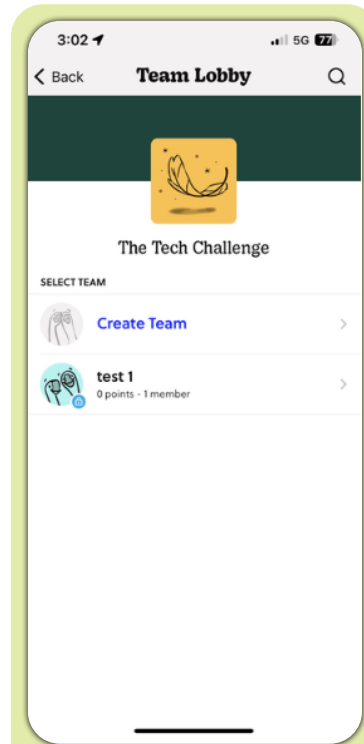 3:02 5G 77
Back Team Lobby
The Tech Challenge
SELECT TEAM
Create Team
test 1
0 points - 1 member